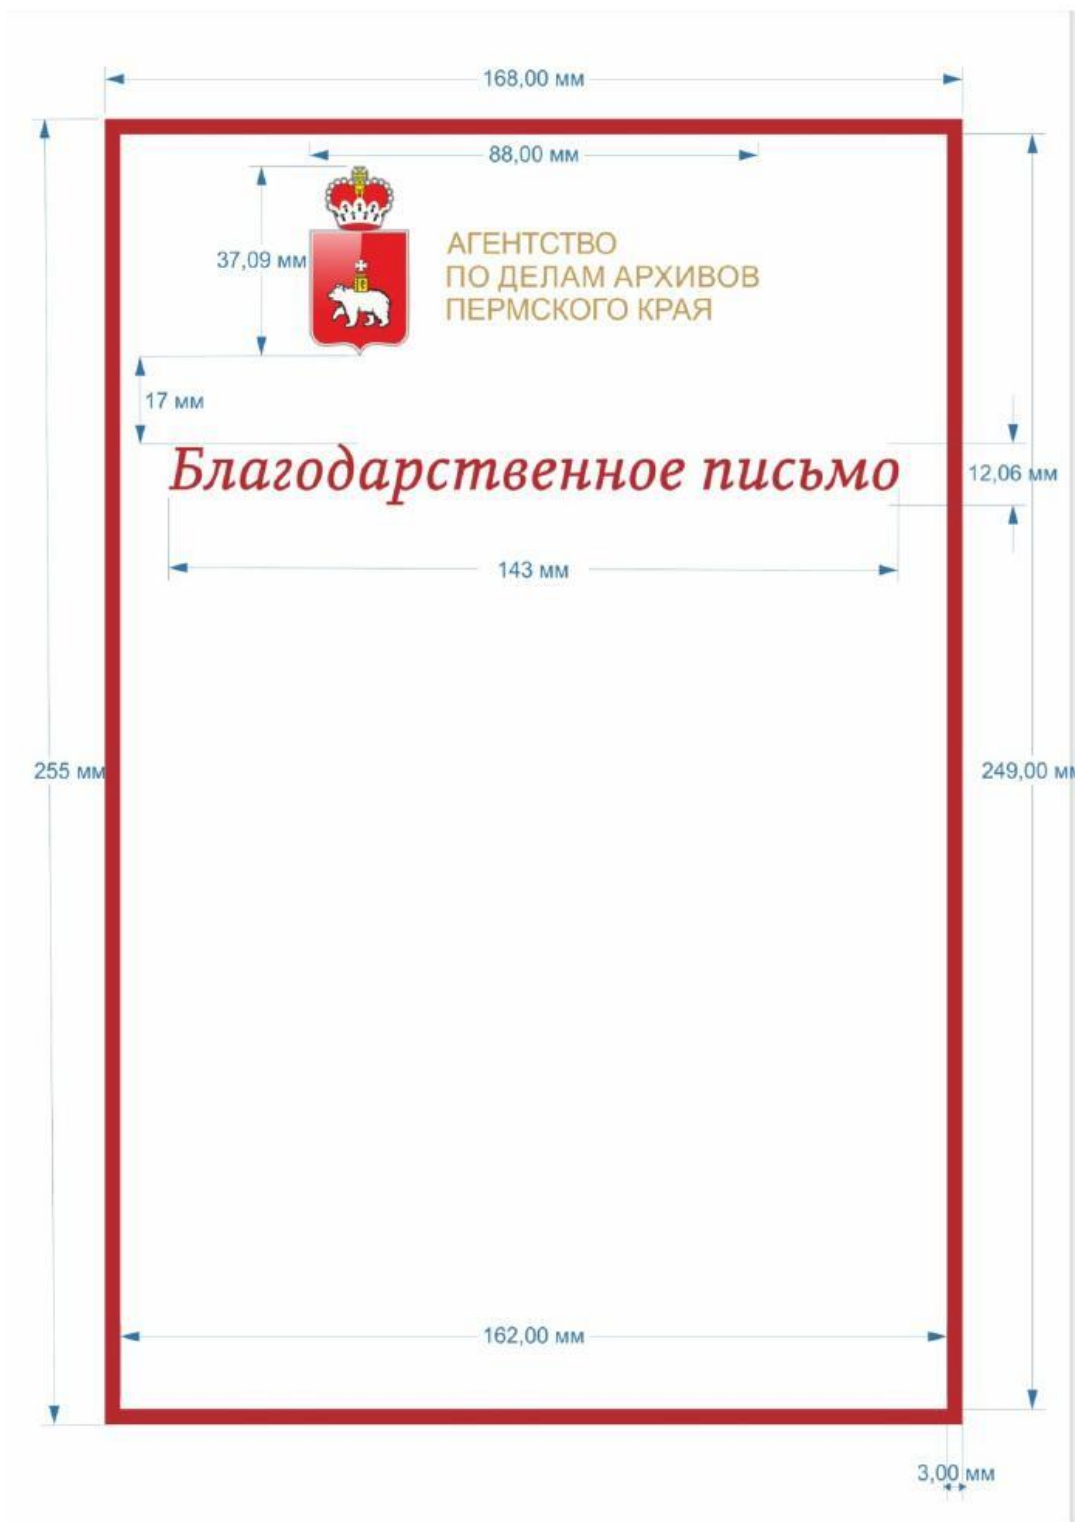 168,00 мм
88,00 мм
37,09 мм
АГЕНТСТВО
ПО ДЕЛАМ АРХИВОВ
ПЕРМСКОГО КРАЯ
17 мм
Благодарственное письмо
12,06 мм
143 мм
255 мм
249,00 мм
162,00 мм
3,00 мм